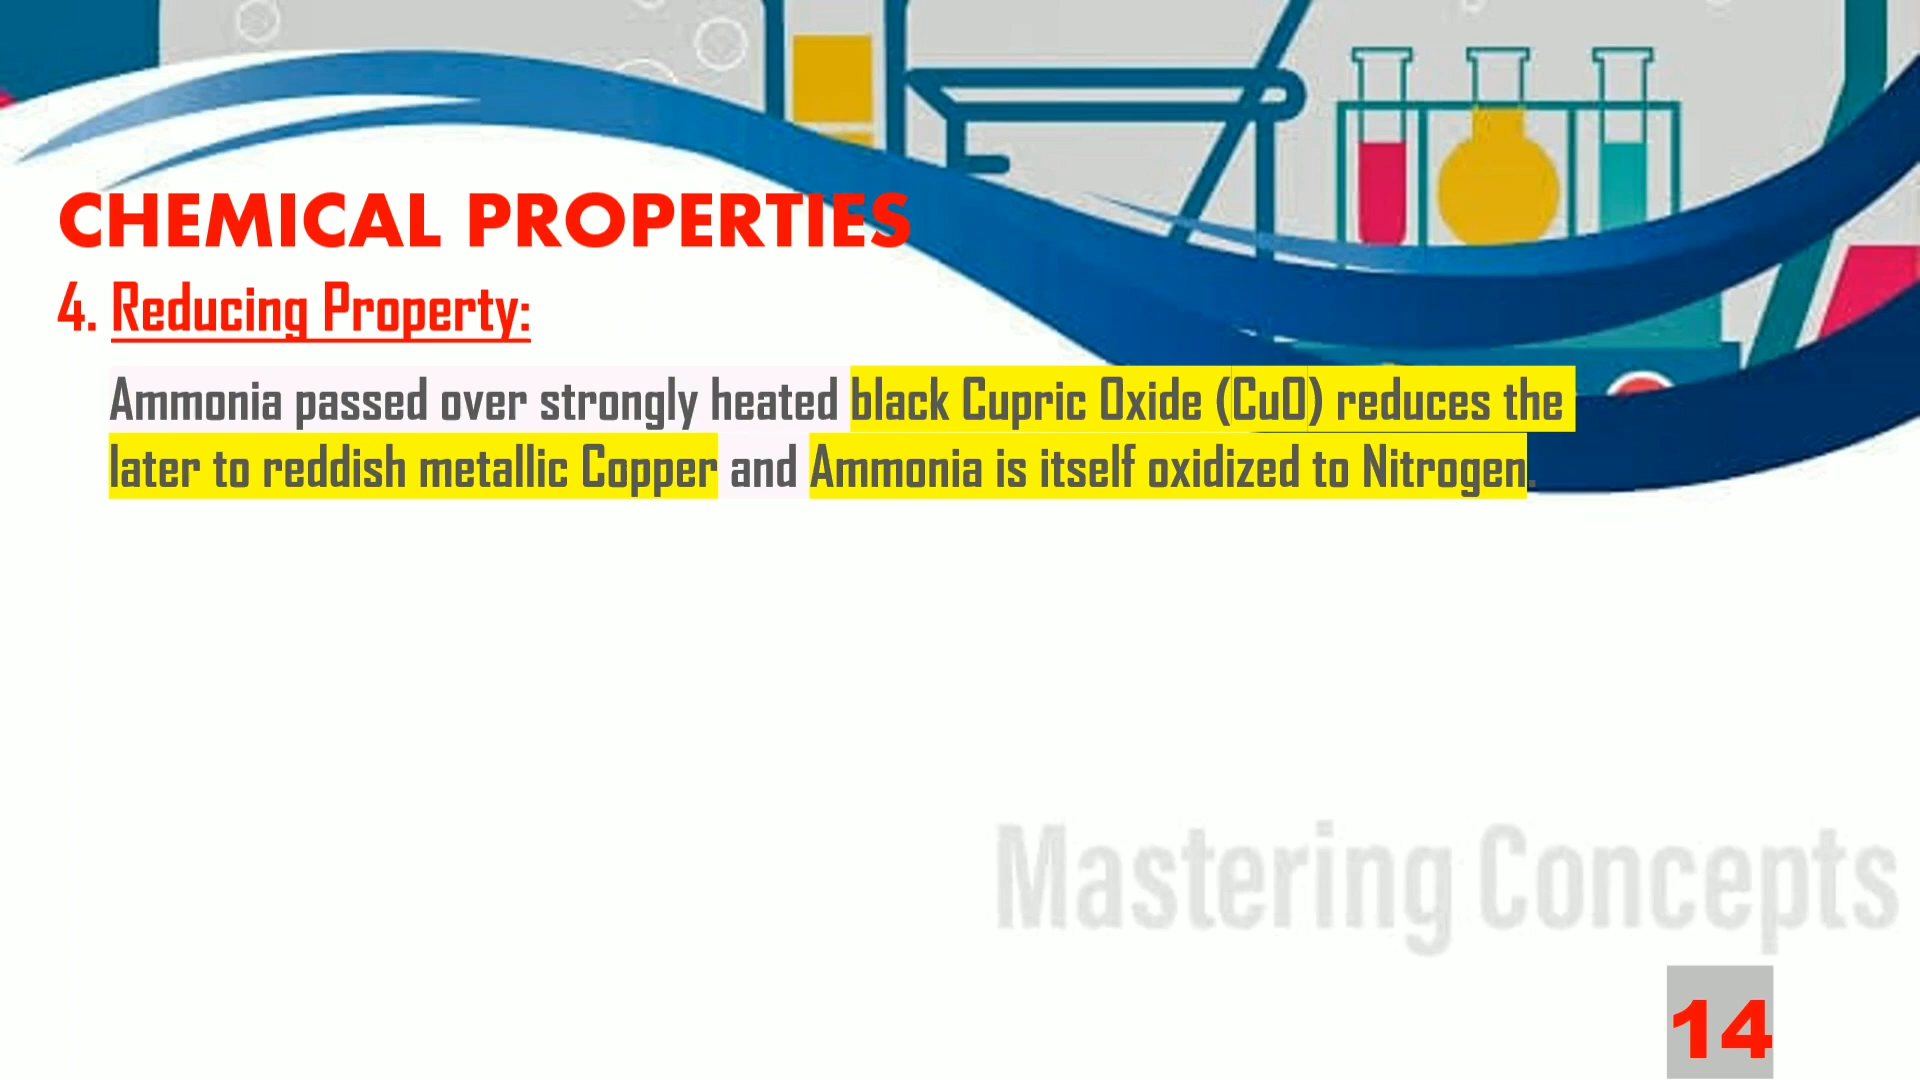 CHEMICAL PROPERTIES
4. Reducing Property:
Ammonia passed over strongly heated black Cupric Oxide (CuO) reduces the
later to reddish metallic Copper and Ammonia is itself oxidized to Nitrogen.
Mastering Concepts
14